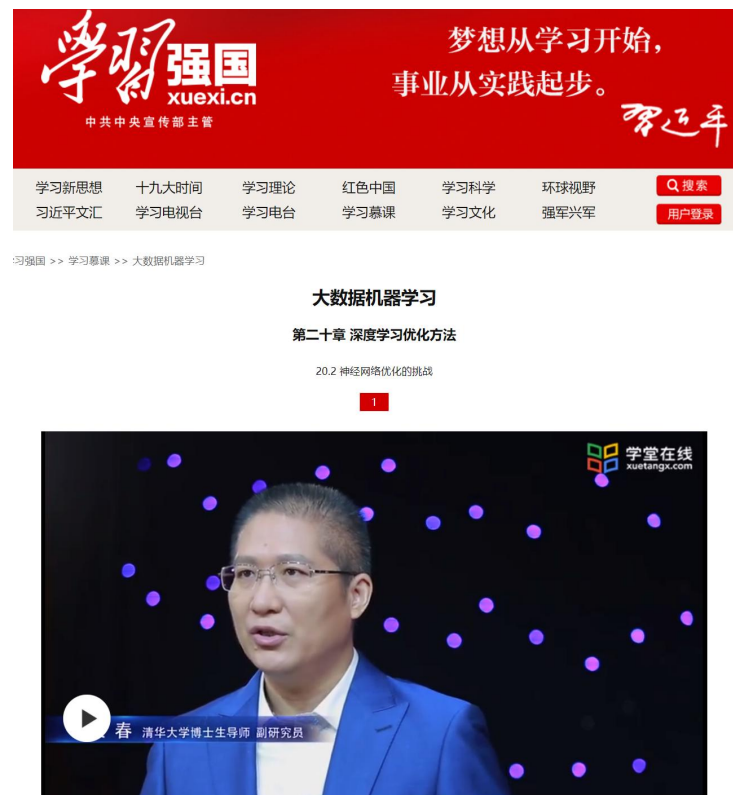 學習强国
xuexi.cn
中共中央宣传部主管
梦想从学习开始，
事业从实践起步。
习近平
学习新思想 十九大时间 学习理论 红色中国 学习科学 环球视野 搜索
习近平文汇 学习电视台 学习电台 学习慕课 学习文化 强军兴军 用户登录
习强国 >> 学习慕课 >> 大数据机器学习
大数据机器学习
第二十章 深度学习优化方法
20.2 神经网络优化的挑战
1
学堂在线
xuetangx.com
春 清华大学博士生导师 副研究员